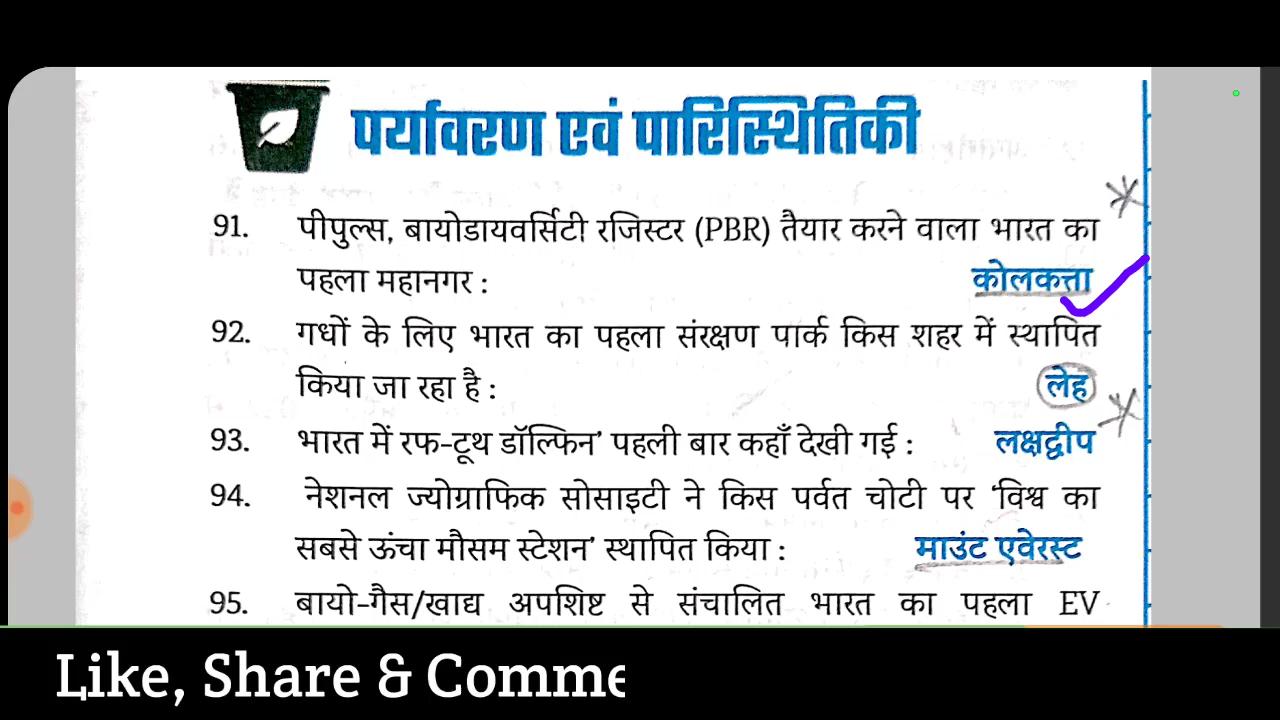 पर्यावरण एवं पारिस्थितिकी
91. पीपुल्स, बायोडायवर्सिटी रजिस्टर (PBR) तैयार करने वाला भारत का
पहला महानगर : कोलकत्ता
92. गधों के लिए भारत का पहला संरक्षण पार्क किस शहर में स्थापित
किया जा रहा है : लेह
93. भारत में रफ-टूथ डॉल्फिन’ पहली बार कहाँ देखी गई : लक्षद्वीप
94. नेशनल ज्योग्राफिक सोसाइटी ने किस पर्वत चोटी पर ‘विश्व का
सबसे ऊंचा मौसम स्टेशन’ स्थापित किया : माउंट एवेरस्ट
95. बायो-गैस/खाद्य अपशिष्ट से संचालित भारत का पहला EV
Like, Share & Comme